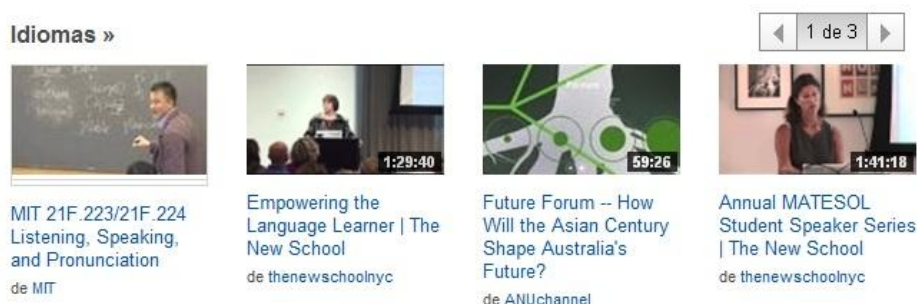 Idiomas »
1 de 3
1:29:40
59:26
1:41:18
MIT 21F.223/21F.224
Listening, Speaking,
and Pronunciation
de MIT
Empowering the
Language Learner | The
New School
de thenewschoolnyc
Future Forum -- How
Will the Asian Century
Shape Australia's
Future?
de ANUchannel
Annual MATESOL
Student Speaker Series
| The New School
de thenewschoolnyc